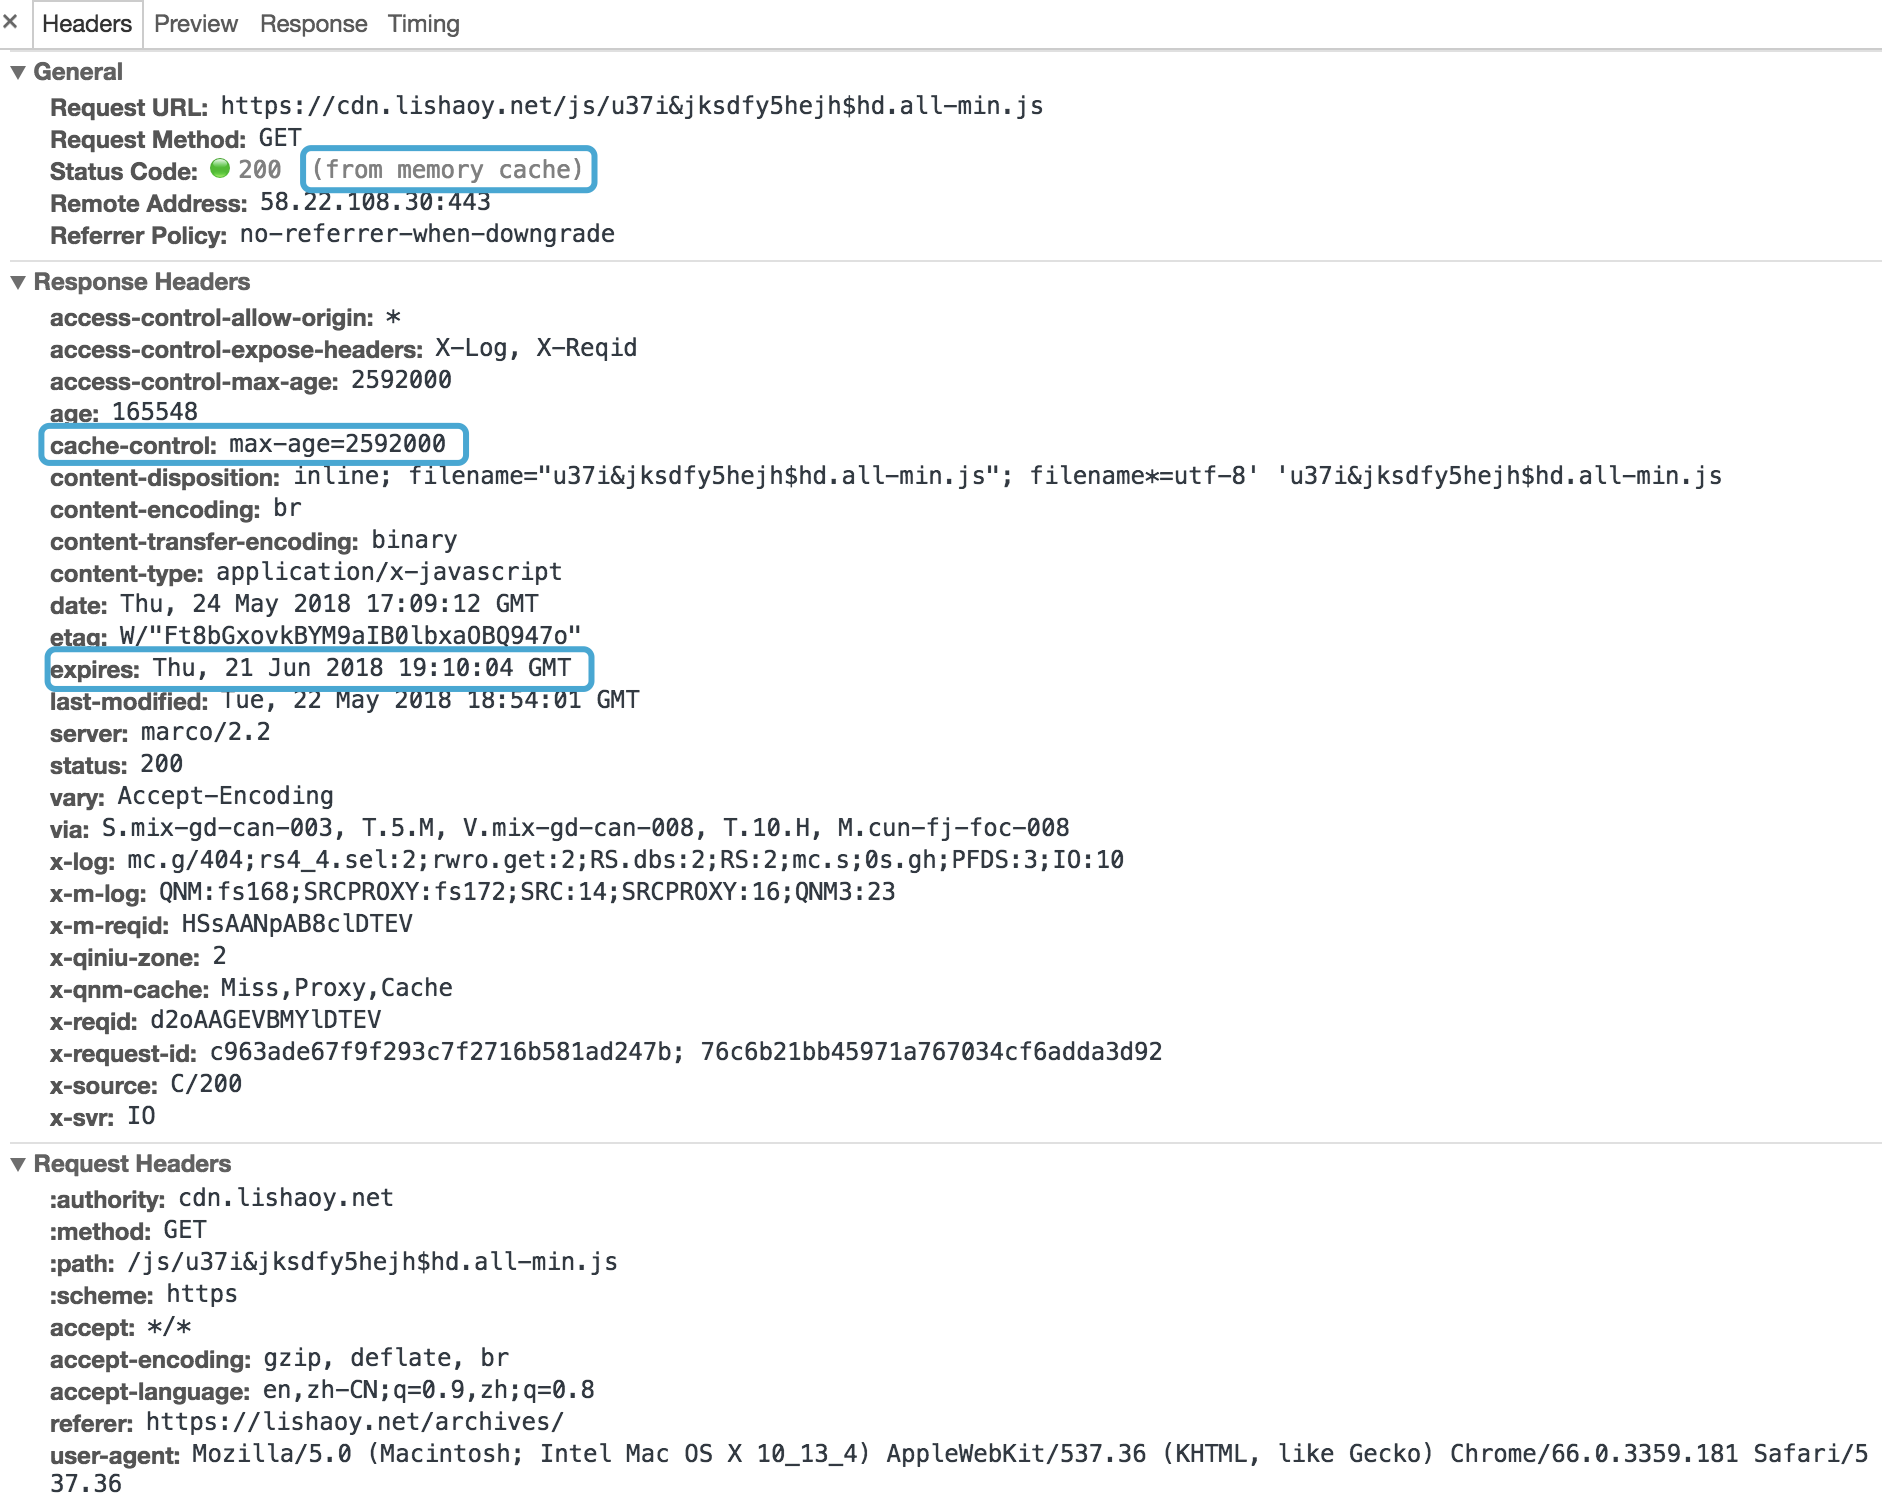 × Headers Preview Response Timing
▼ General
Request URL: https://cdn.lishaoy.net/js/u37i&jksdfy5hejh$hd.all-min.js
Request Method: GET
Status Code: 200 (from memory cache)
Remote Address: 58.22.108.30:443
Referrer Policy: no-referrer-when-downgrade
▼ Response Headers
access-control-allow-origin: *
access-control-expose-headers: X-Log, X-Reqid
access-control-max-age: 2592000
age: 165548
cache-control: max-age=2592000
content-disposition: inline; filename="u37i&jksdfy5hejh$hd.all-min.js"; filename*=utf-8' 'u37i&jksdfy5hejh$hd.all-min.js
content-encoding: br
content-transfer-encoding: binary
content-type: application/x-javascript
date: Thu, 24 May 2018 17:09:12 GMT
etag: W/"Ft8bGxovkBYM9aIB0lbxaOBQ947o"
expires: Thu, 21 Jun 2018 19:10:04 GMT
last-modified: Tue, 22 May 2018 18:54:01 GMT
server: marco/2.2
status: 200
vary: Accept-Encoding
via: S.mix-gd-can-003, T.5.M, V.mix-gd-can-008, T.10.H, M.cun-fj-foc-008
x-log: mc.g/404;rs4_4.sel:2;rwro.get:2;RS.dbs:2;RS:2;mc.s;0s.gh;PFDS:3;IO:10
x-m-log: QNM:fs168;SRCPROXY:fs172;SRC:14;SRCPROXY:16;QNM3:23
x-m-reqid: HSsAANpAB8clDTEV
x-qiniu-zone: 2
x-qnm-cache: Miss,Proxy,Cache
x-reqid: d2oAAGEVBMYlDTEV
x-request-id: c963ade67f9f293c7f2716b581ad247b; 76c6b21bb45971a767034cf6adda3d92
x-source: C/200
x-svr: IO
▼ Request Headers
:authority: cdn.lishaoy.net
:method: GET
:path: /js/u37i&jksdfy5hejh$hd.all-min.js
:scheme: https
accept: */*
accept-encoding: gzip, deflate, br
accept-language: en,zh-CN;q=0.9,zh;q=0.8
referer: https://lishaoy.net/archives/
user-agent: Mozilla/5.0 (Macintosh; Intel Mac OS X 10_13_4) AppleWebKit/537.36 (KHTML, like Gecko) Chrome/66.0.3359.181 Safari/5
37.36